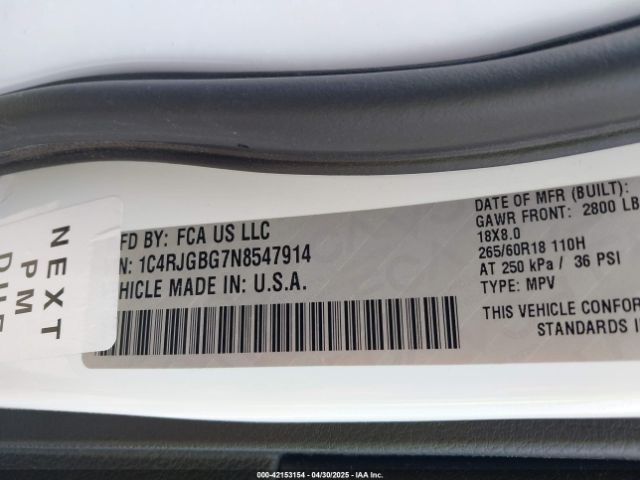 NEXT
PM
FD BY: FCA US LLC
N: 1C4RJGBG7N8547914
HICLE MADE IN: U.S.A.
DATE OF MFR (BUILT):
GAWR FRONT: 2800 LB
18X8.0
265/60R18 110H
AT 250 kPa / 36 PSI
TYPE: MPV
THIS VEHICLE CONFOR
STANDARDS I
000-42153154 - 04/30/2025 - IAA Inc.